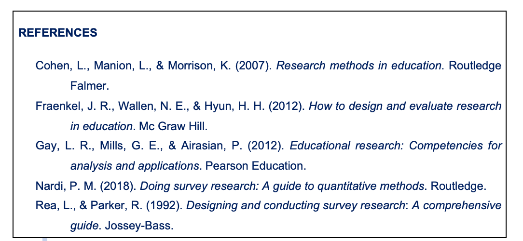 REFERENCES
Cohen, L., Manion, L., & Morrison, K. (2007). Research methods in education. Routledge
Falmer.
Fraenkel, J. R., Wallen, N. E., & Hyun, H. H. (2012). How to design and evaluate research
in education. Mc Graw Hill.
Gay, L. R., Mills, G. E., & Airasian, P. (2012). Educational research: Competencies for
analysis and applications. Pearson Education.
Nardi, P. M. (2018). Doing survey research: A guide to quantitative methods. Routledge.
Rea, L., & Parker, R. (1992). Designing and conducting survey research: A comprehensive
guide. Jossey-Bass.